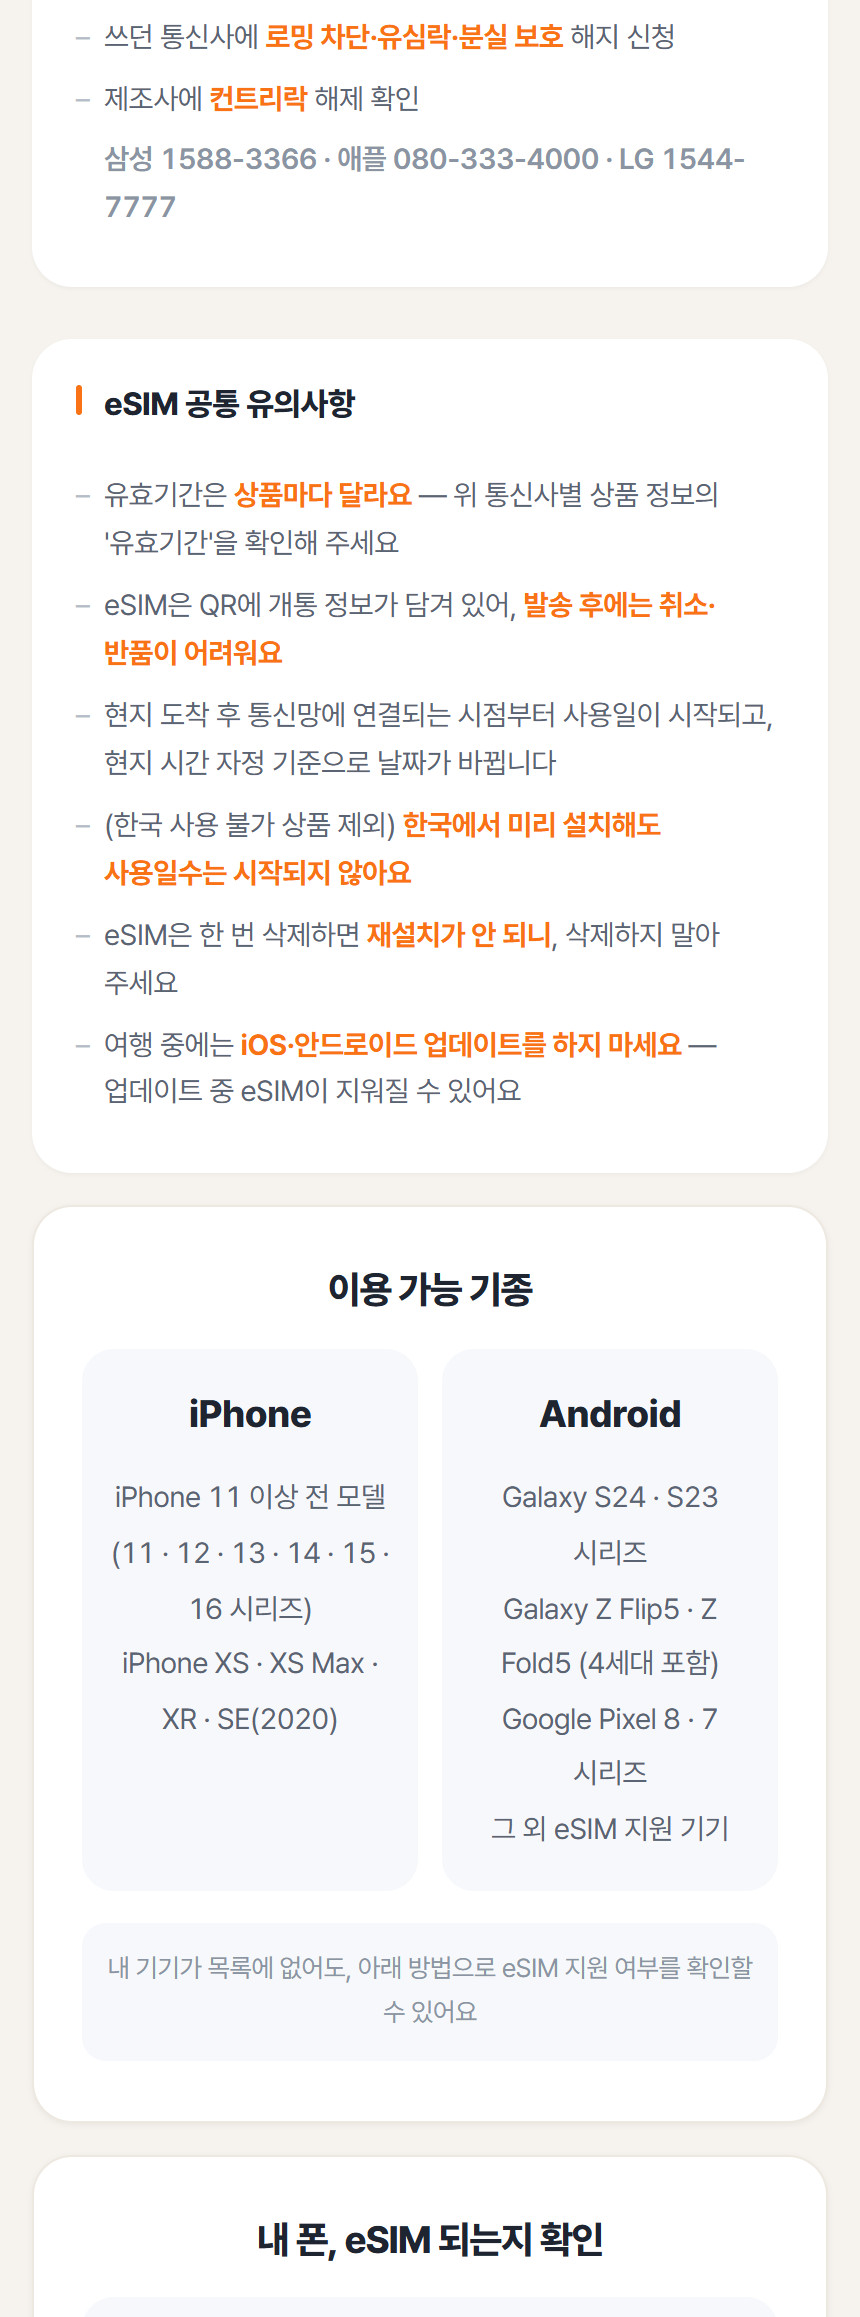 – 쓰던 통신사에 로밍 차단·유심락·분실 보호 해지 신청
– 제조사에 컨트리락 해제 확인
삼성 1588-3366 · 애플 080-333-4000 · LG 1544-
7777
eSIM 공통 유의사항
– 유효기간은 상품마다 달라요 — 위 통신사별 상품 정보의
'유효기간'을 확인해 주세요
– eSIM은 QR에 개통 정보가 담겨 있어, 발송 후에는 취소·
반품이 어려워요
– 현지 도착 후 통신망에 연결되는 시점부터 사용일이 시작되고,
현지 시간 자정 기준으로 날짜가 바뀝니다
– (한국 사용 불가 상품 제외) 한국에서 미리 설치해도
사용일수는 시작되지 않아요
– eSIM은 한 번 삭제하면 재설치가 안 되니, 삭제하지 말아
주세요
– 여행 중에는 iOS·안드로이드 업데이트를 하지 마세요 —
업데이트 중 eSIM이 지워질 수 있어요
이용 가능 기종
iPhone
iPhone 11 이상 전 모델
(11 · 12 · 13 · 14 · 15 ·
16 시리즈)
iPhone XS · XS Max ·
XR · SE(2020)
Android
Galaxy S24 · S23
시리즈
Galaxy Z Flip5 · Z
Fold5 (4세대 포함)
Google Pixel 8 · 7
시리즈
그 외 eSIM 지원 기기
내 기기가 목록에 없어도, 아래 방법으로 eSIM 지원 여부를 확인할
수 있어요
내 폰, eSIM 되는지 확인